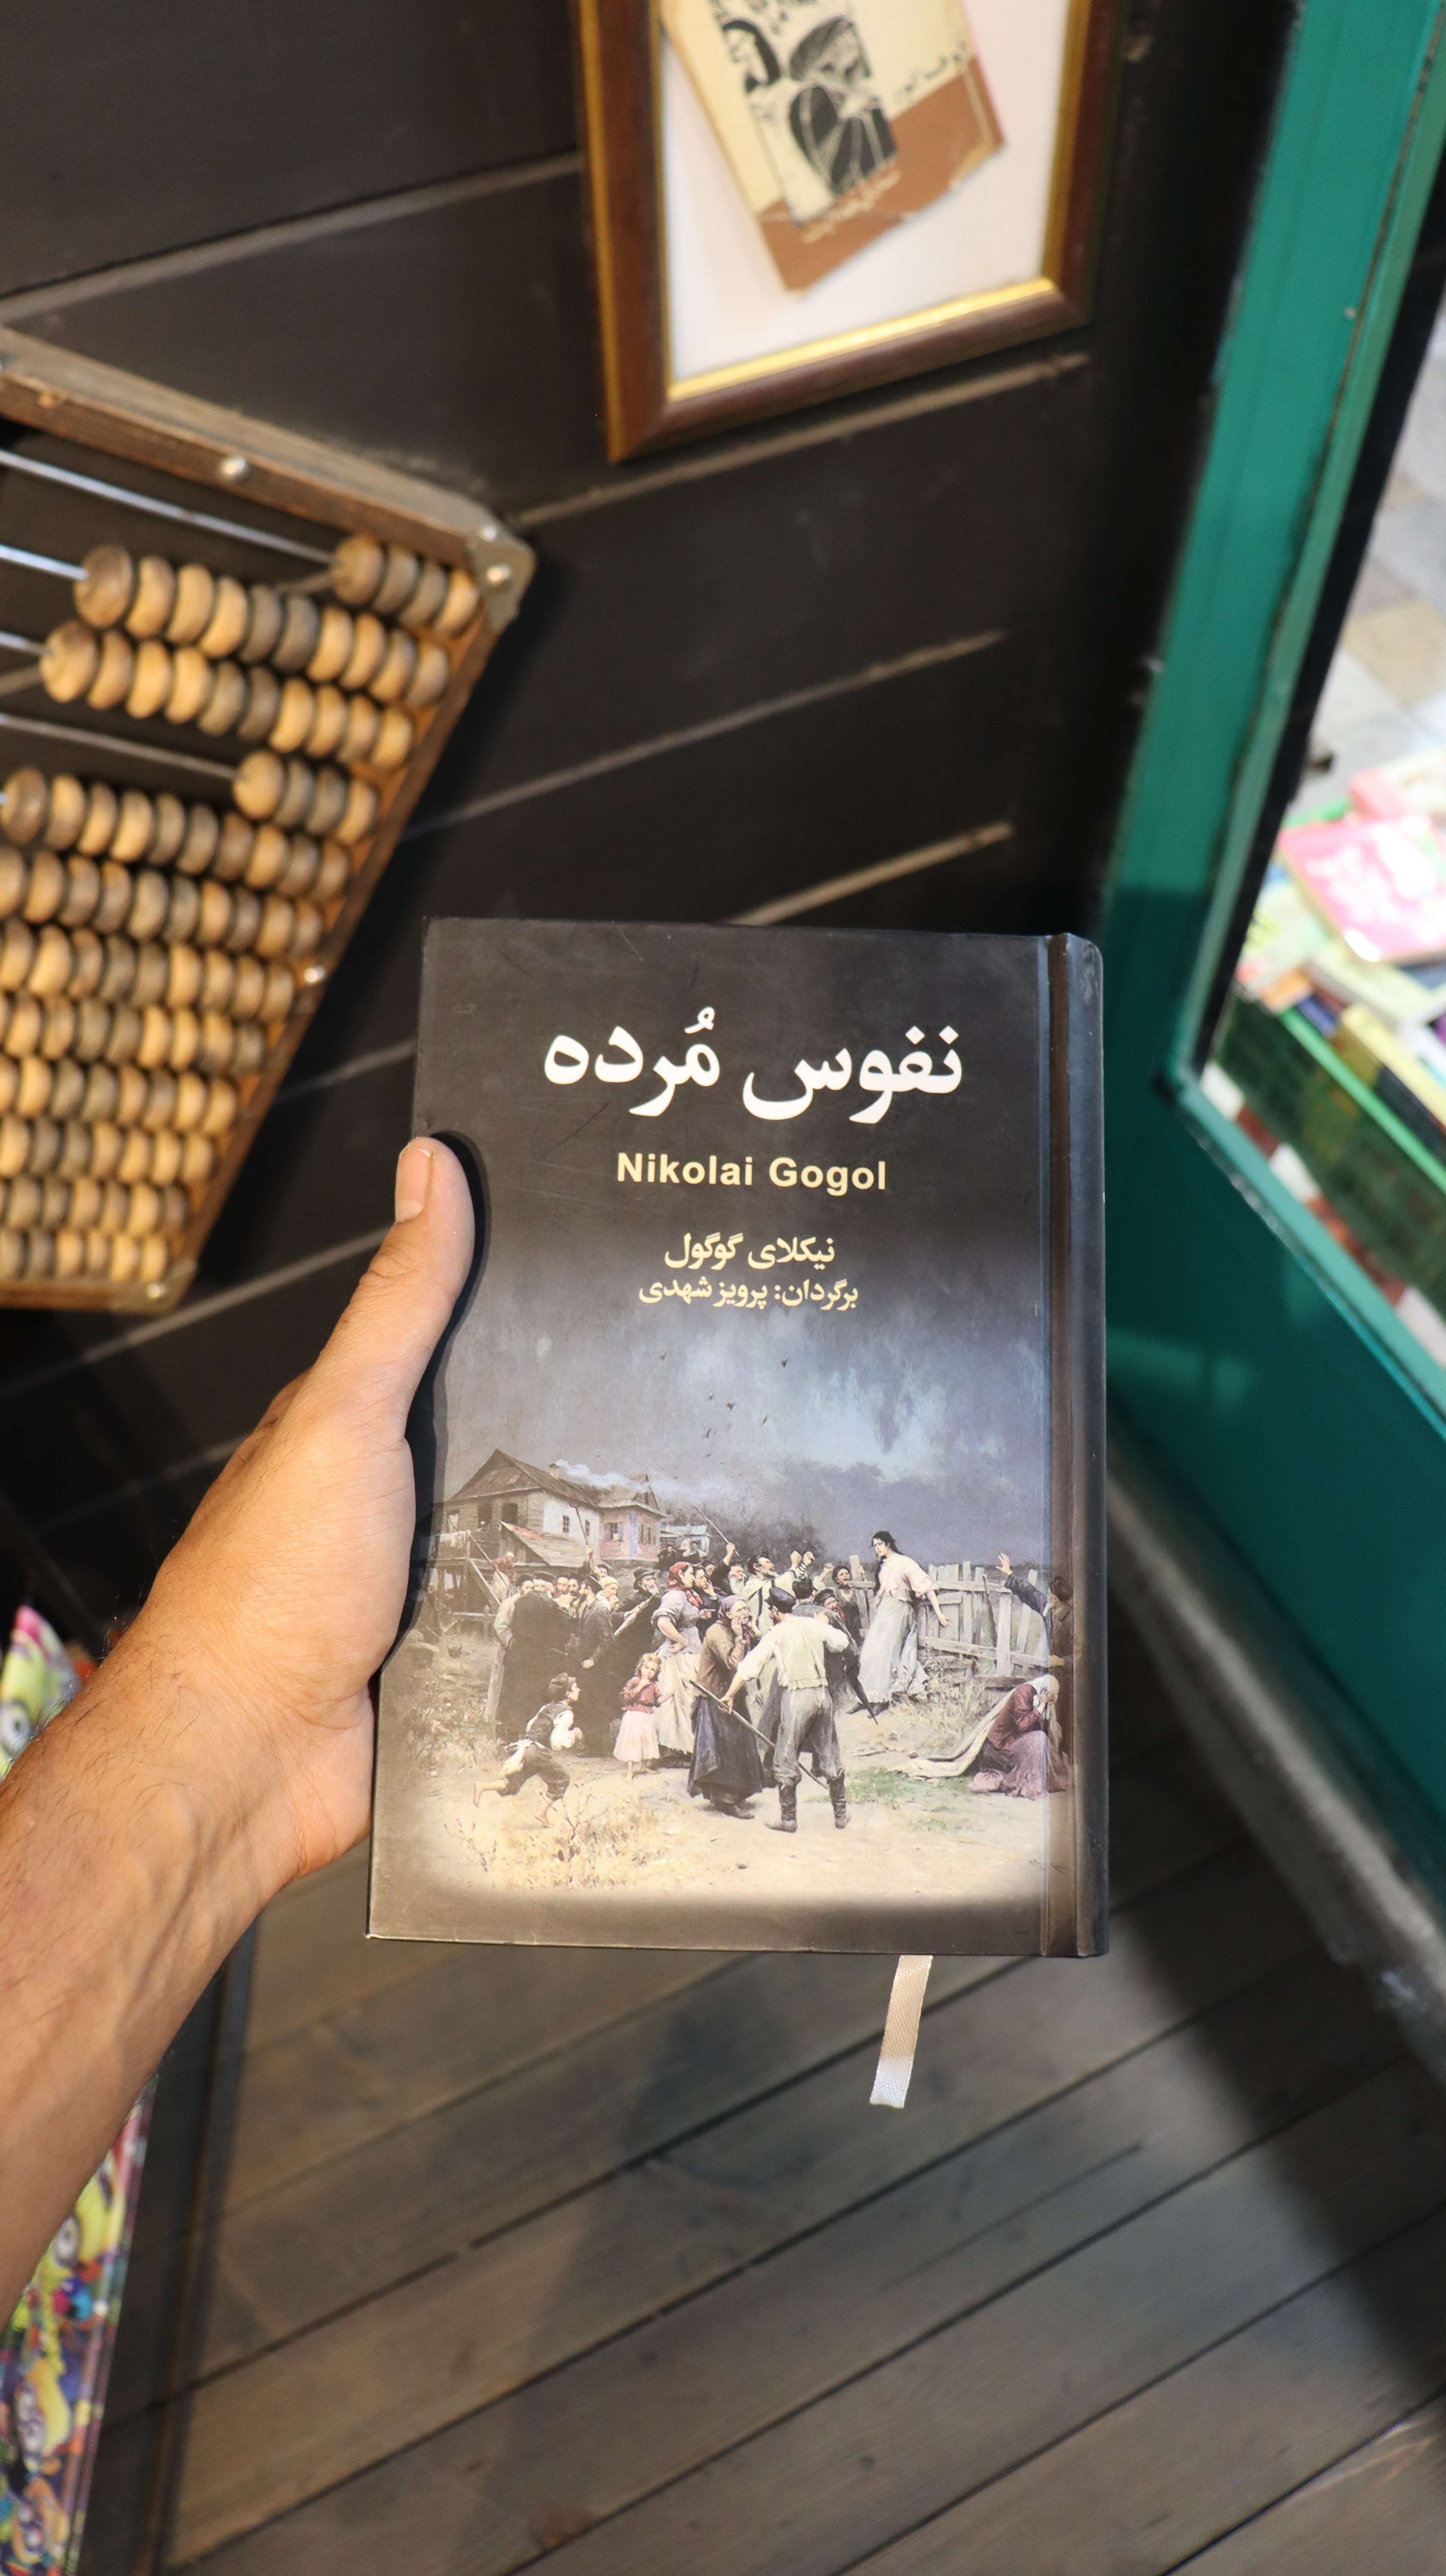 نفوس مُرده
Nikolai Gogol
نیکلای گوگول
برگردان: پرویز شهدی